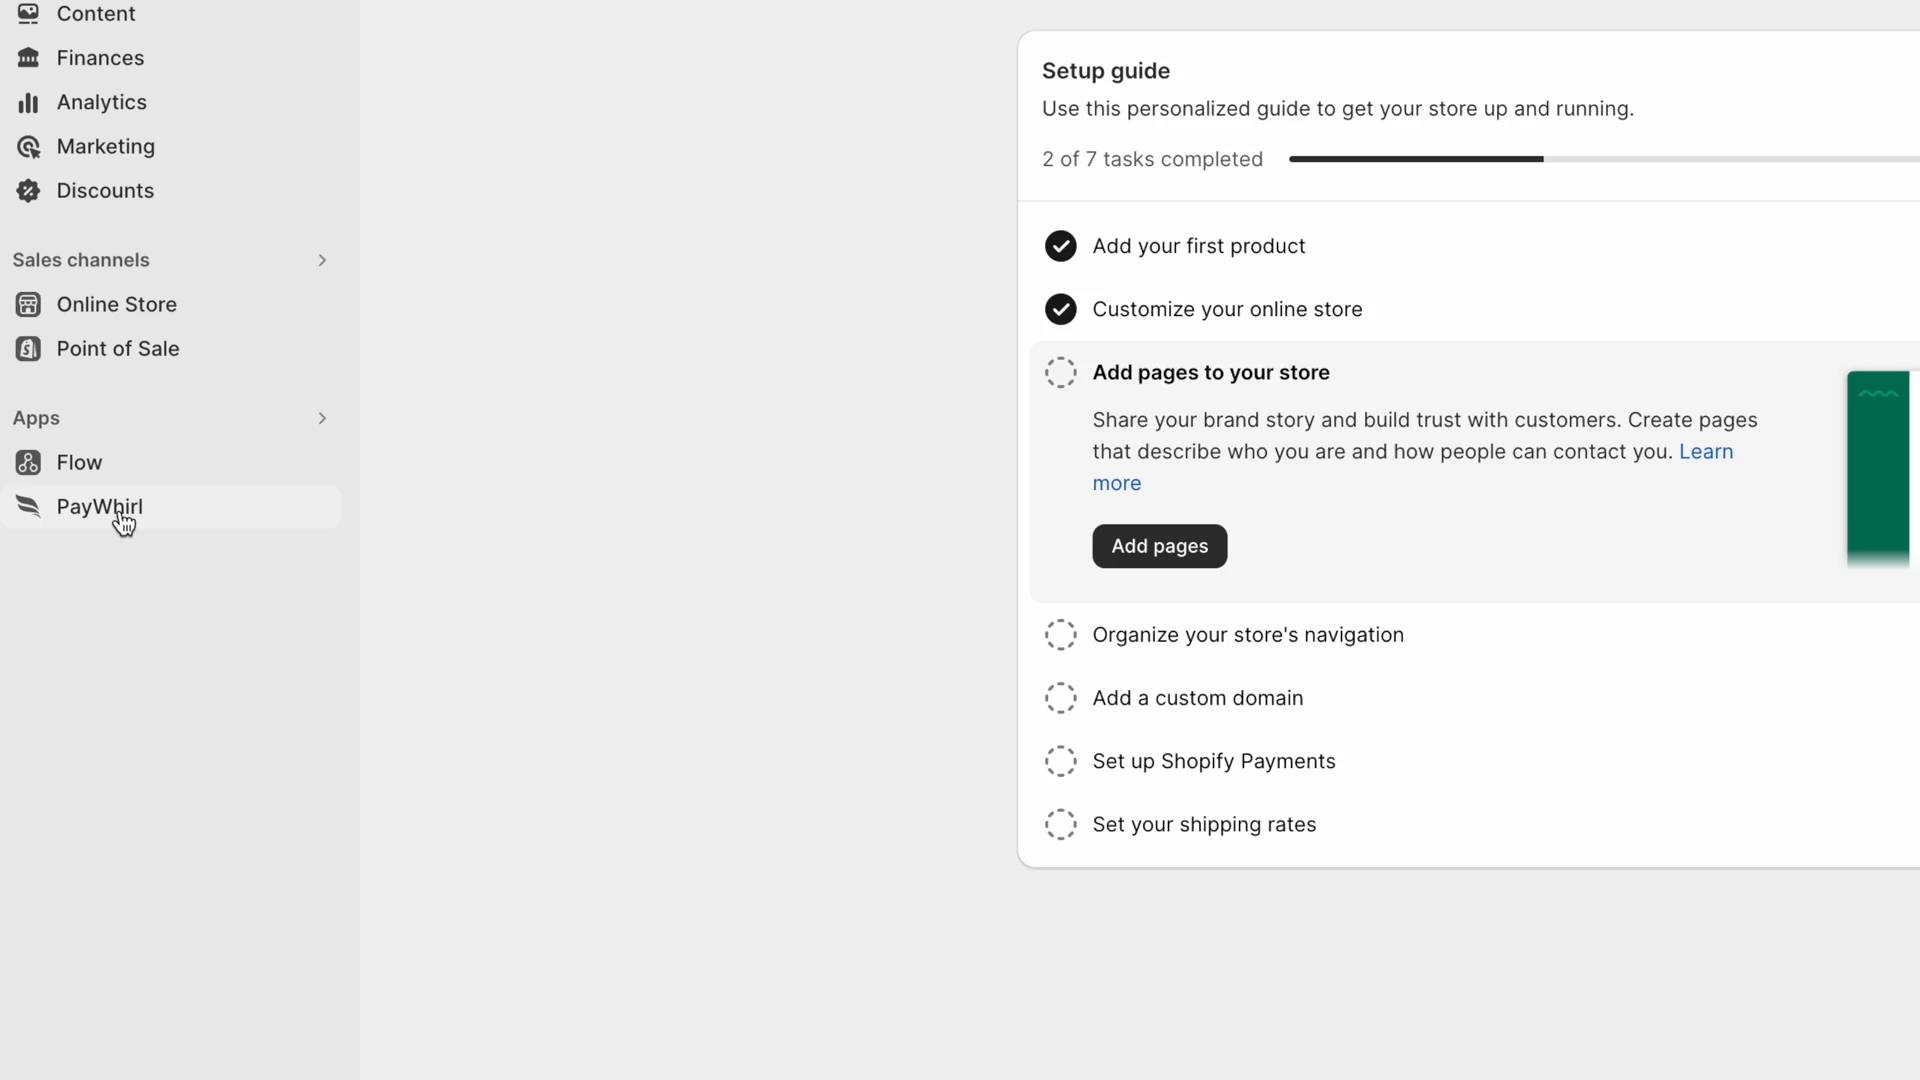 Content
Finances
Analytics
Marketing
Discounts
Sales channels
Online Store
Point of Sale
Apps
Flow
PayWhirl
Setup guide
Use this personalized guide to get your store up and running.
2 of 7 tasks completed
Add your first product
Customize your online store
Add pages to your store
Share your brand story and build trust with customers. Create pages
that describe who you are and how people can contact you. Learn
more
Add pages
Organize your store's navigation
Add a custom domain
Set up Shopify Payments
Set your shipping rates